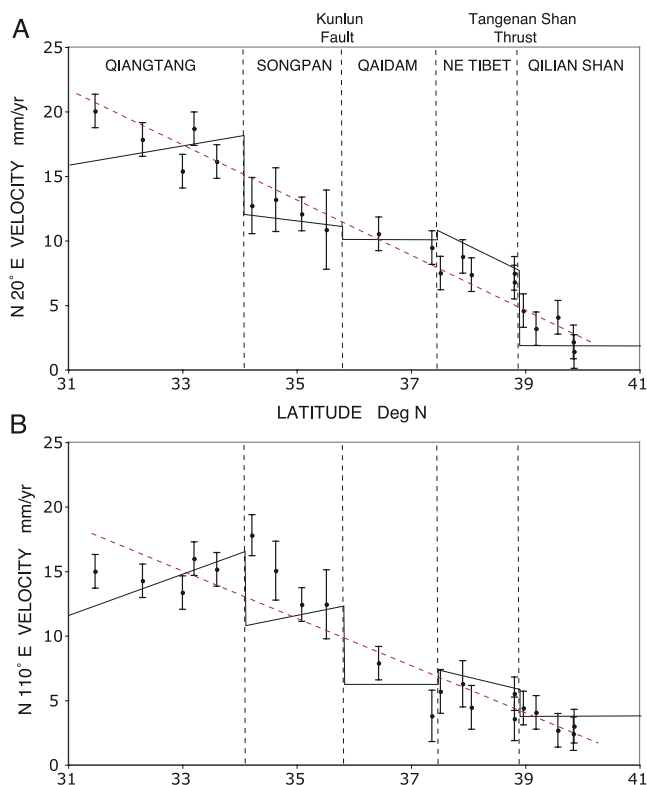 A
Kunlun
Fault
Tangenan Shan
Thrust
QIANGTANG
SONGPAN
QAIDAM
NE TIBET
QILIAN SHAN
N 20° E VELOCITY mm/yr
25
20
15
10
5
0
31
33
35
37
39
41
LATITUDE Deg N
B
N 110° E VELOCITY mm/yr
25
20
15
10
5
0
31
33
35
37
39
41